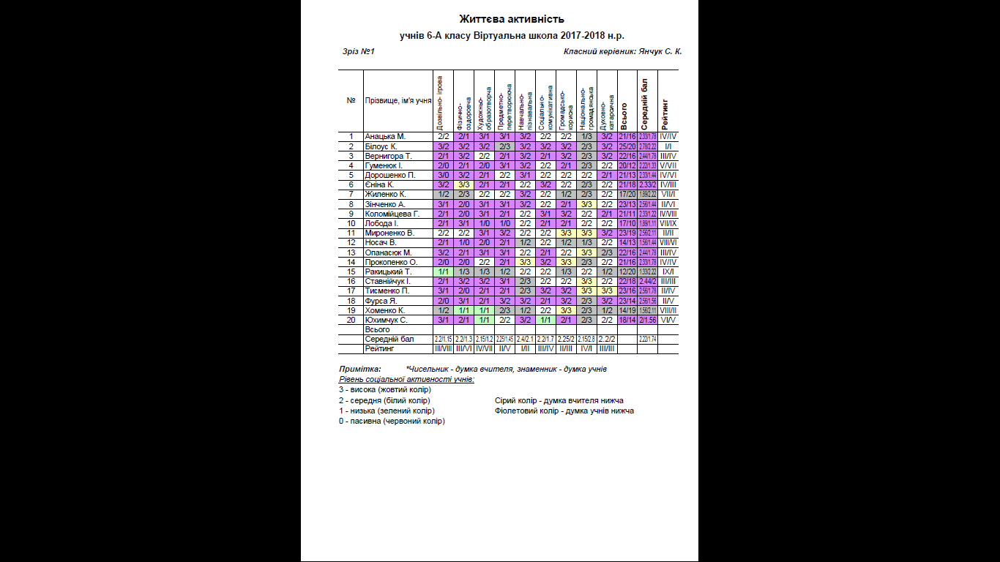 Життєва активність
учнів 6-А класу Віртуальна школа 2017-2018 н.р.
Зріз №1 Класний керівник: Янчук С. К.
№ Прізвище, ім'я учня Дозвільно- ігрова Фізично-оздоровча Художньо-образотворча Предметно-перетворююча Навчально-пізнавальна Соціально-комунікативна Громадсько-корисна Національно-громадянська Духовно-катарсична Всього Середній бал Рейтинг
1 Анацька М. 2/2 2/1 3/1 3/1 3/2 2/2 2/2 1/3 3/2 21/16 2.33/1.78 IV/IV
2 Білоус К. 3/2 3/2 3/2 2/3 3/2 3/2 3/2 2/3 3/2 25/20 2.78/2.22 I/I
3 Вернигора Т. 2/1 3/2 2/2 2/1 3/2 2/1 3/2 2/3 3/2 22/16 2.44/1.78 III/IV
4 Гуменюк І. 2/0 2/1 2/0 3/1 3/2 2/2 2/1 2/3 2/2 20/12 2.22/1.33 V/VII
5 Дорошенко П. 3/0 3/2 2/1 2/2 3/1 2/2 2/2 2/2 2/1 21/13 2.33/1.44 IV/VI
6 Єніна К. 3/2 3/3 2/1 2/1 2/2 3/2 2/2 2/3 2/2 21/18 2.33/2 IV/III
7 Жиленко К. 1/2 2/3 2/2 2/2 3/2 2/2 1/2 2/3 2/2 17/20 1.89/2.22 VII/I
8 Зінченко А. 3/1 2/0 3/1 3/1 3/2 2/2 2/1 3/3 2/2 23/13 2.56/1.44 II/VI
9 Коломійцева Г. 2/1 2/0 3/1 2/1 2/2 3/1 3/2 2/2 2/1 21/11 2.33/1.22 IV/VIII
10 Лобода І. 2/1 3/1 1/0 1/0 2/2 2/1 2/1 2/2 2/2 17/10 1.89/1.11 VII/IX
11 Мироненко В. 2/2 2/2 3/1 3/2 2/2 2/2 3/3 3/3 3/2 23/19 2.56/2.11 II/II
12 Носач В. 2/1 1/0 2/0 2/1 1/2 2/2 1/2 1/3 2/2 14/13 1.56/1.44 VIII/VI
13 Опанасюк М. 3/2 2/1 3/1 3/1 2/2 2/1 2/2 3/3 2/3 22/16 2.44/1.78 III/IV
14 Прокопенко О. 2/0 2/0 2/2 2/1 3/3 3/2 3/3 2/3 2/2 21/16 2.33/1.78 IV/IV
15 Ракицький Т. 1/1 1/3 1/3 1/2 2/2 2/2 1/3 2/2 1/2 12/20 1.33/2.22 IX/I
16 Ставнійчук І. 2/1 3/2 3/2 3/1 2/3 2/2 2/2 3/3 2/2 22/18 2.44/2 III/III
17 Тисменко П. 3/1 2/0 2/1 2/1 2/3 3/2 3/2 3/3 3/3 23/16 2.56/1.78 II/IV
18 Фурса Я. 2/0 3/1 2/1 3/2 3/2 2/1 3/2 2/3 3/2 23/14 2.56/1.56 II/V
19 Хоменко К. 1/2 1/1 1/1 2/3 1/2 2/2 3/3 2/3 1/2 14/19 1.56/2.11 VIII/II
20 Юхимчук С. 3/1 2/1 1/1 2/2 3/2 1/1 2/1 2/3 2/2 18/14 2/1.56 VI/V
Всього
Середній бал 2.2/1.15 2.2/1.3 2.15/1.2 2.25/1.45 2.4/2.1 2.2/1.7 2.25/2 2.15/2.8 2.2/2 2.22/1.74
Рейтинг III/VIII III/VI IV/VII II/V I/II III/IV II/III IV/I III/III
Примітка: *Чисельник - думка вчителя, знаменник - думка учнів
Рівень соціальної активності учнів:
3 - висока (жовтий колір)
2 - середня (білий колір) Сірий колір - думка вчителя нижча
1 - низька (зелений колір) Фіолетовий колір - думка учнів нижча
0 - пасивна (червоний колір)